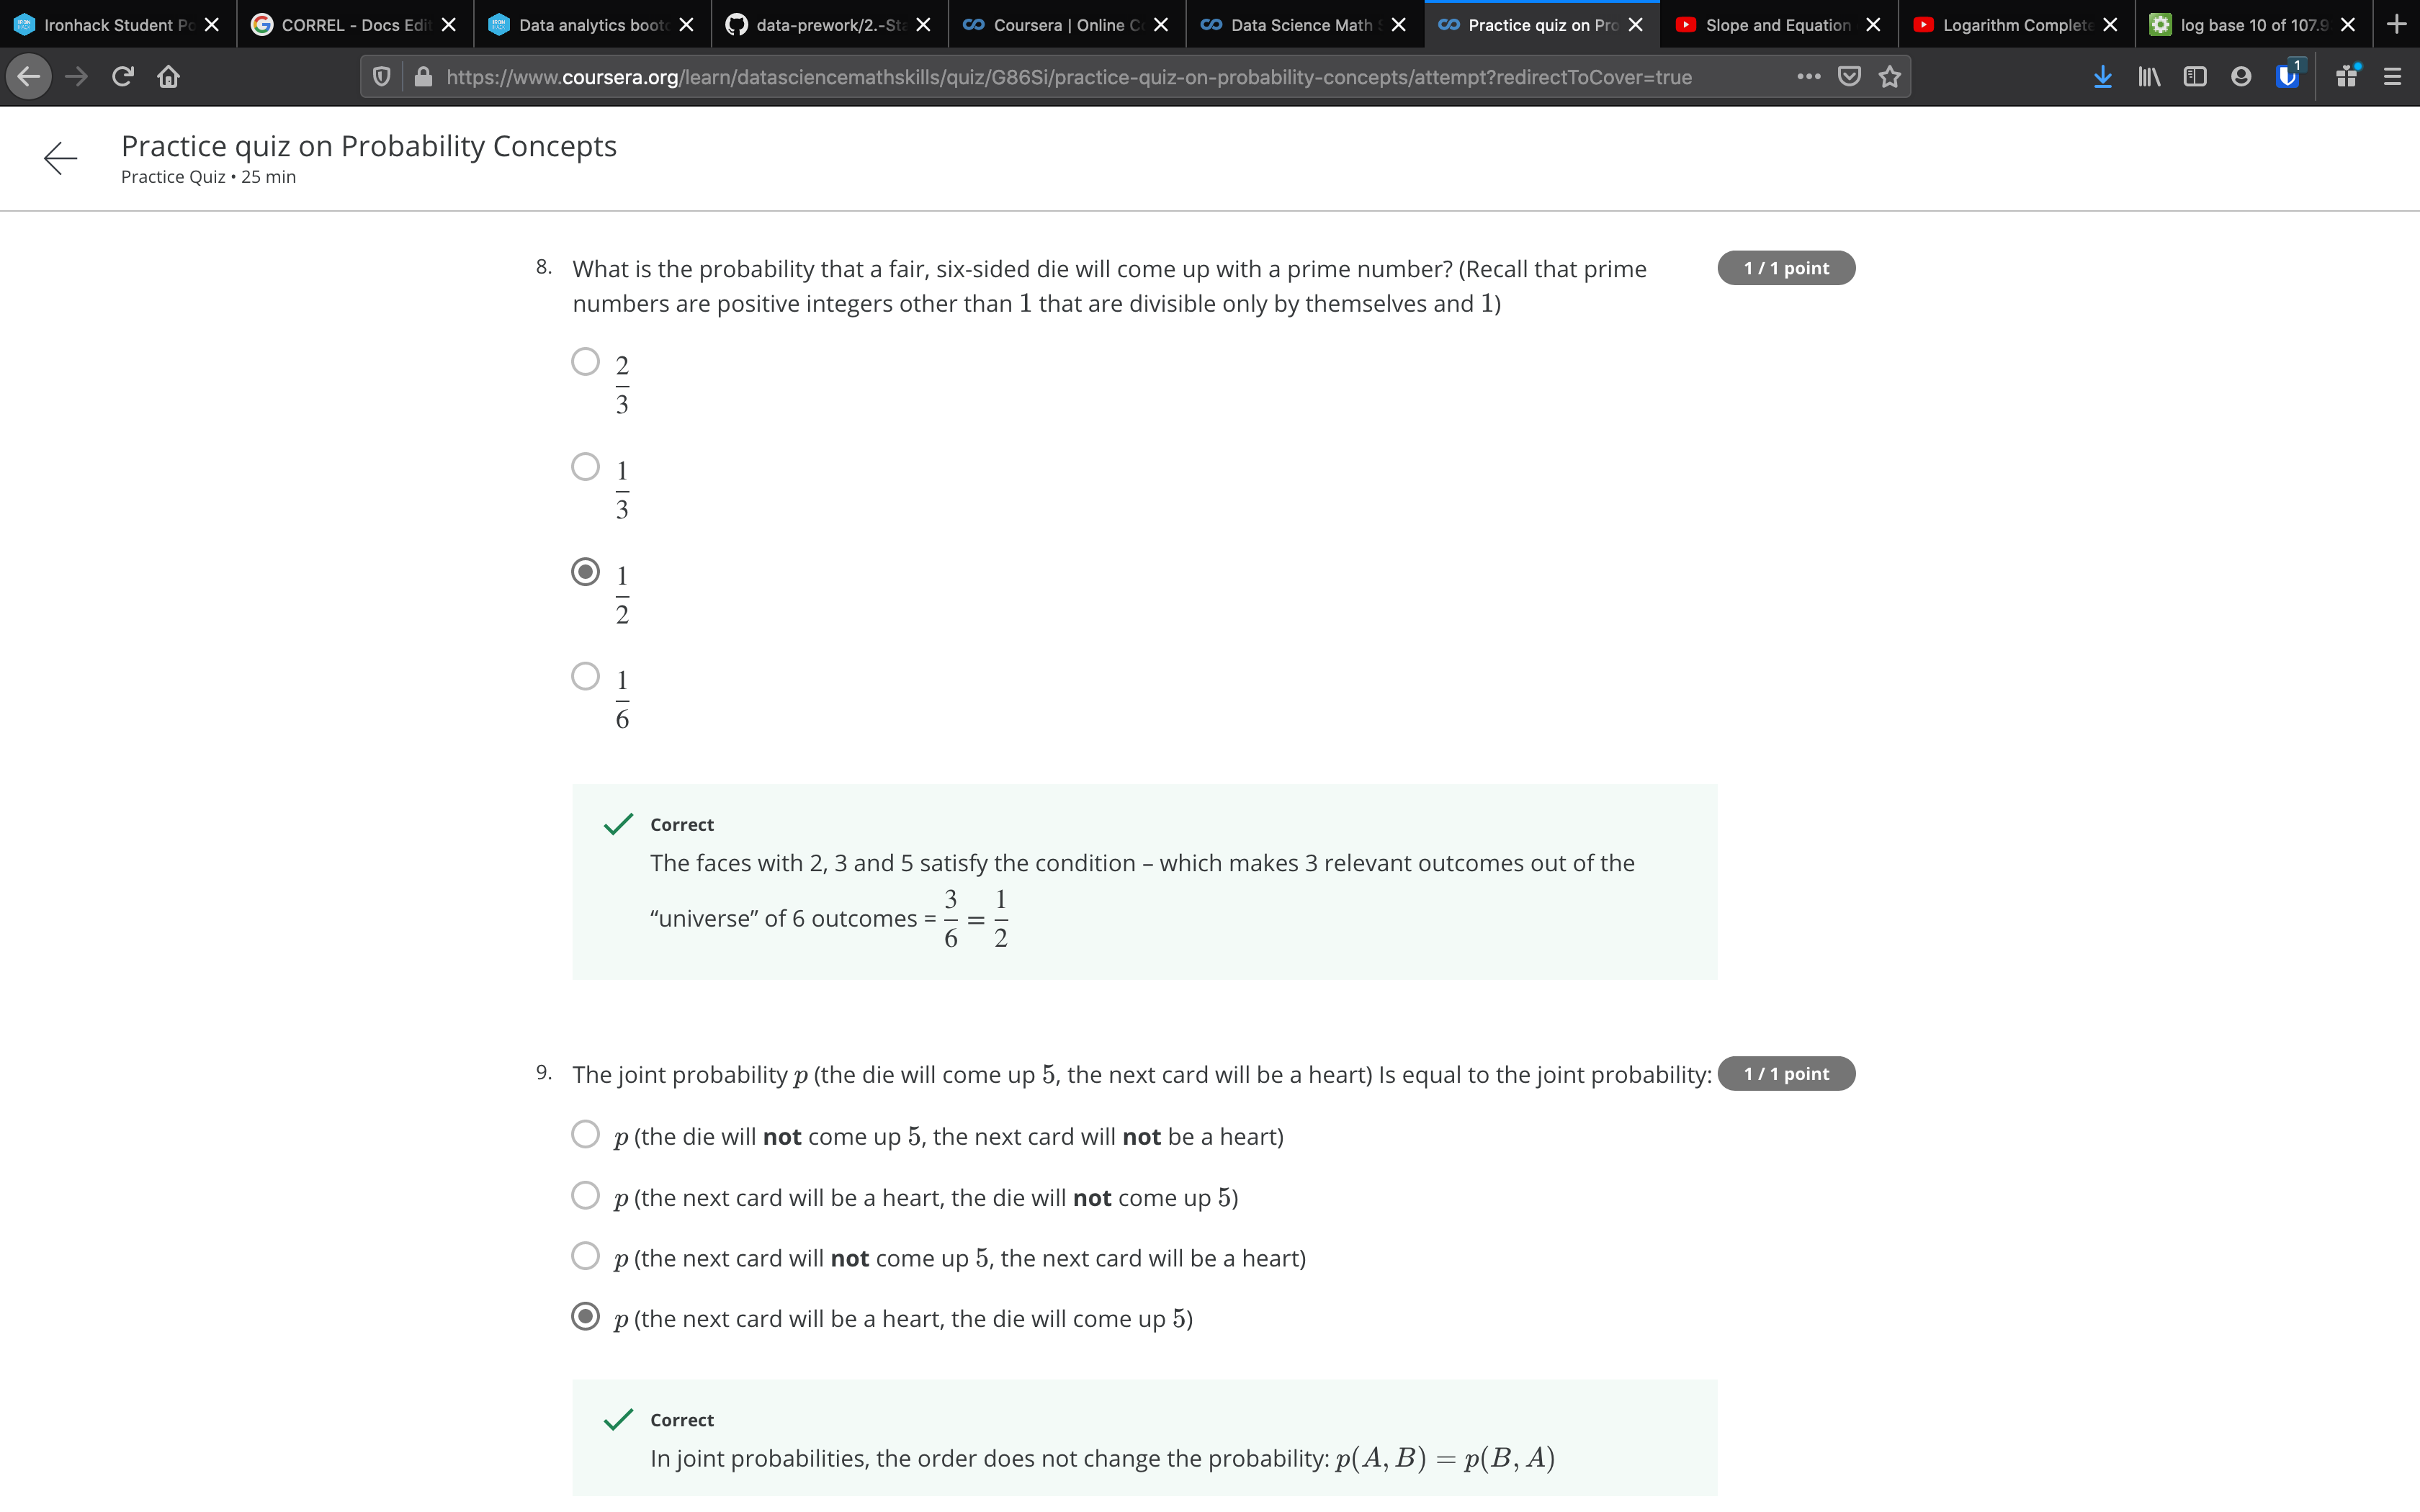 Ironhack Student Po
CORREL - Docs Edit
Data analytics bootc
data-prework/2.-Sta
Coursera | Online Co
Data Science Math S
Practice quiz on Pro
Slope and Equation
Logarithm Complete
log base 10 of 107.9
https://www.coursera.org/learn/datasciencemathskills/quiz/G86Si/practice-quiz-on-probability-concepts/attempt?redirectToCover=true
1
Practice quiz on Probability Concepts
Practice Quiz • 25 min
8. What is the probability that a fair, six-sided die will come up with a prime number? (Recall that prime
1 / 1 point
numbers are positive integers other than 1 that are divisible only by themselves and 1)
2
3
1
3
1
2
1
6
Correct
The faces with 2, 3 and 5 satisfy the condition – which makes 3 relevant outcomes out of the
“universe” of 6 outcomes = 3/6 = 1/2
9. The joint probability p (the die will come up 5, the next card will be a heart) Is equal to the joint probability:
1 / 1 point
p (the die will not come up 5, the next card will not be a heart)
p (the next card will be a heart, the die will not come up 5)
p (the next card will not come up 5, the next card will be a heart)
p (the next card will be a heart, the die will come up 5)
Correct
In joint probabilities, the order does not change the probability: p(A, B) = p(B, A)